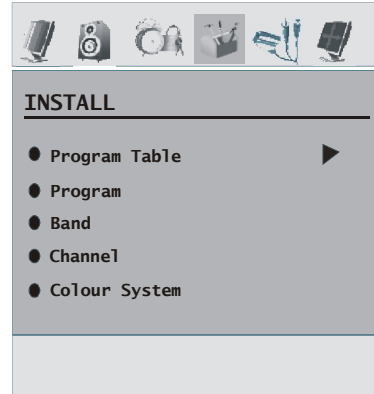 INSTALL
Program Table
Program
Band
Channel
Colour System